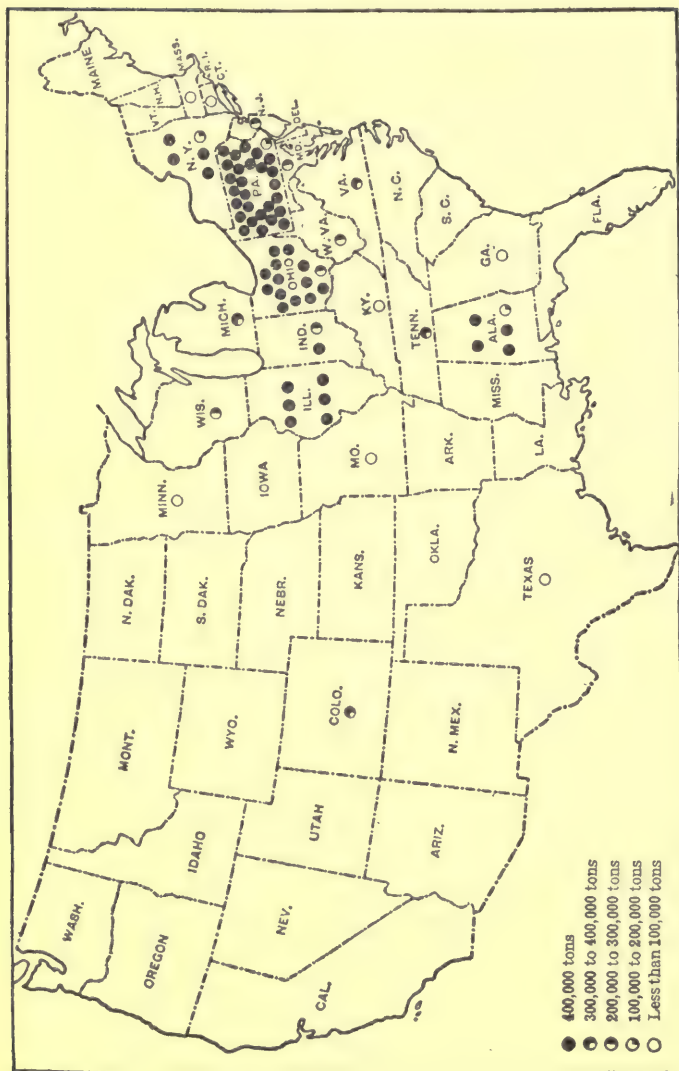 WASH.
OREGON
CAL.
NEV.
IDAHO
MONT.
WYO.
UTAH
ARIZ.
COLO.
N. MEX.
N. DAK.
S. DAK.
NEBR.
KANS.
OKLA.
TEXAS
MINN.
IOWA
MO.
ARK.
LA.
WIS.
ILL.
MICH.
IND.
OHIO
KY.
TENN.
MISS.
ALA.
GA.
FLA.
S. C.
N. C.
VA.
W. VA.
PA.
N. Y.
VT.
N.H.
MAINE
MASS.
R. I.
CT.
N. J.
DEL.
MD.
400,000 tons
300,000 to 400,000 tons
200,000 to 300,000 tons
100,000 to 200,000 tons
Less than 100,000 tons